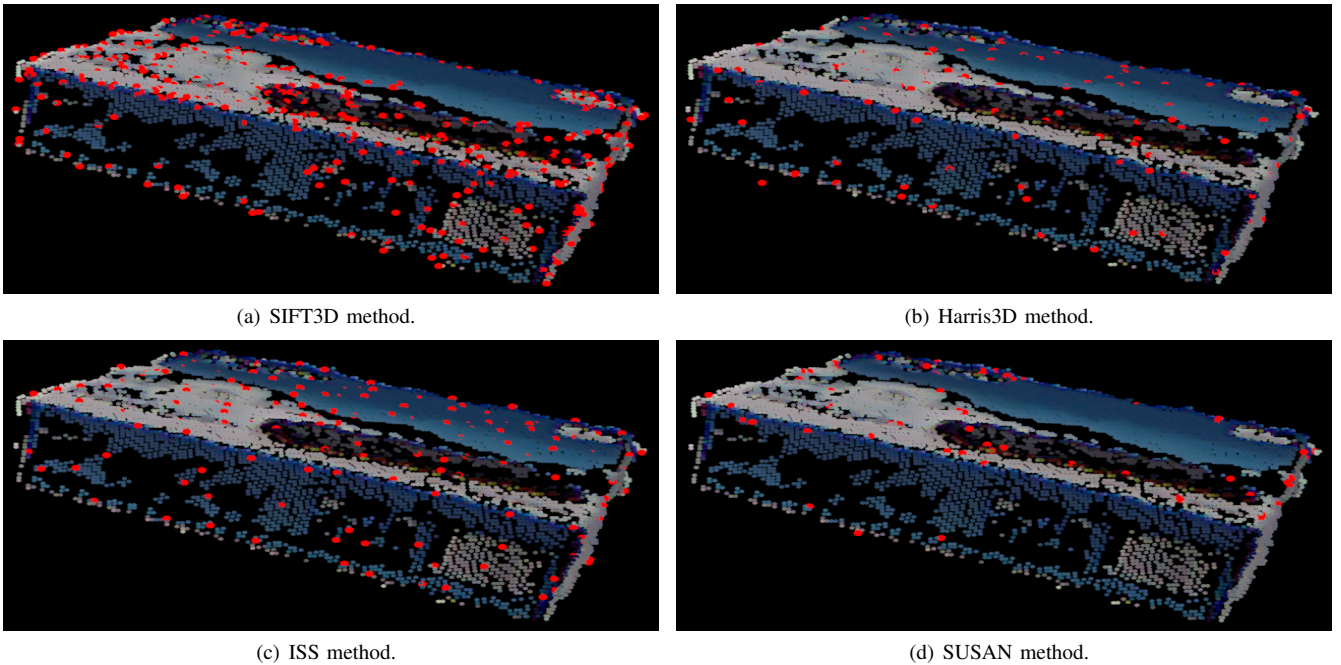 (a) SIFT3D method.
(b) Harris3D method.
(c) ISS method.
(d) SUSAN method.